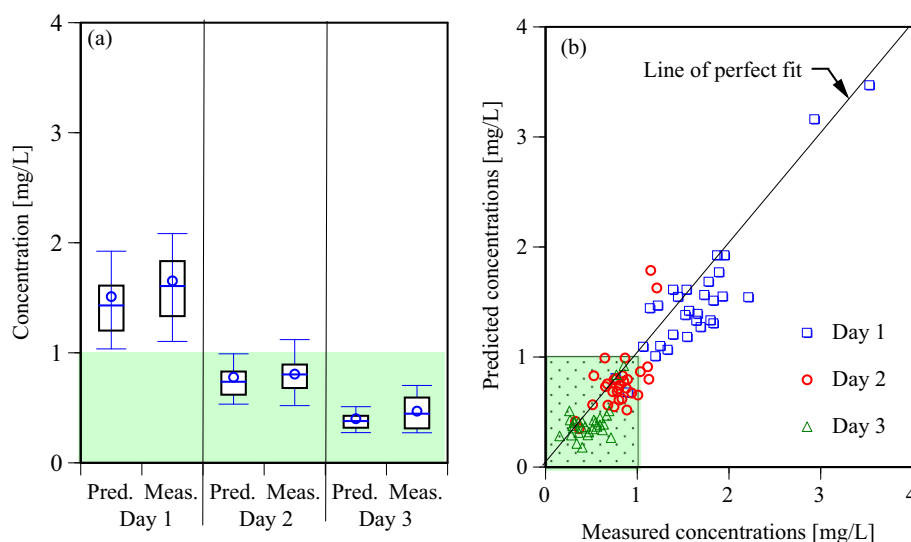 (a)
Concentration [mg/L]
4
3
2
1
0
Pred. Meas. Pred. Meas. Pred. Meas.
Day 1 Day 2 Day 3
(b)
Line of perfect fit
Predicted concentrations [mg/L]
4
3
2
1
0
Day 1
Day 2
Day 3
0 1 2 3 4
Measured concentrations [mg/L]